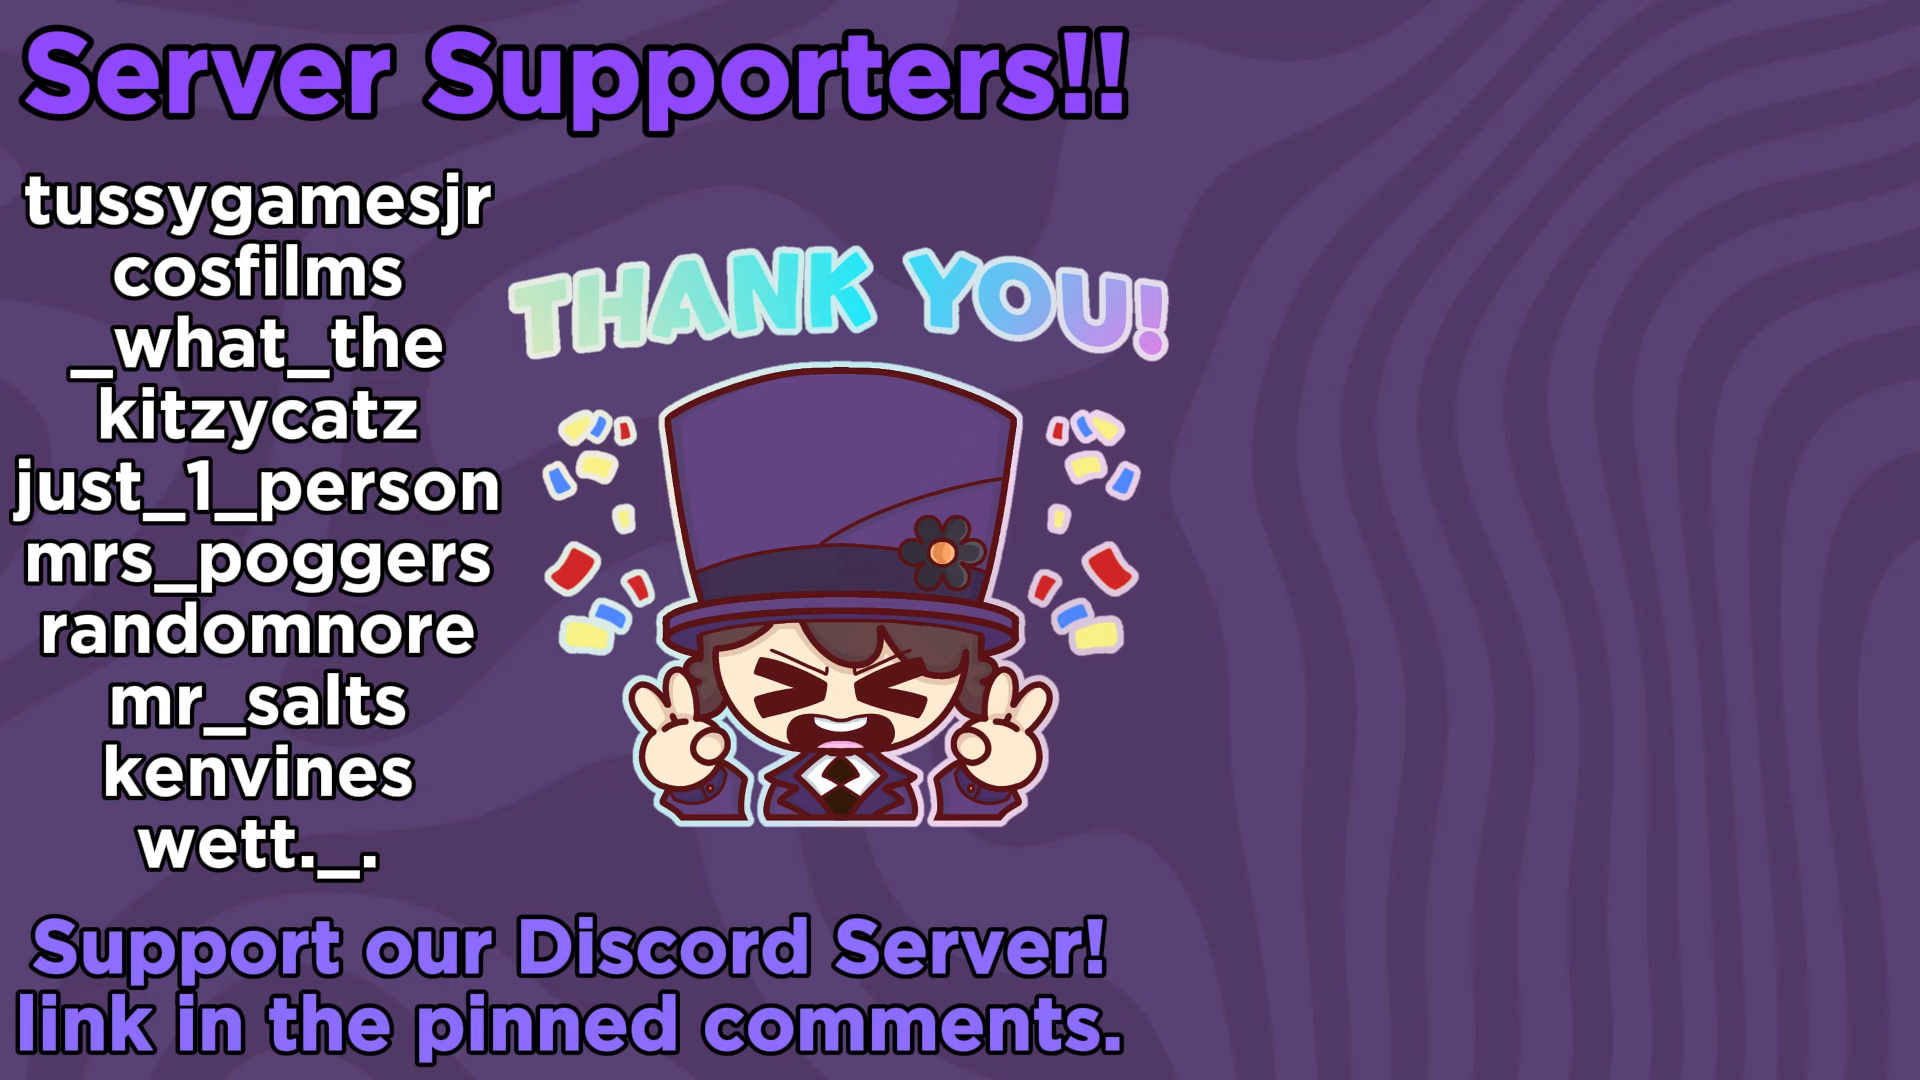 Server Supporters!!
tussygamesjr
cosfilms
_what_the
kitzycatz
just_1_person
mrs_poggers
randomnore
mr_salts
kenvines
wett._.
THANK YOU!
Support our Discord Server!
link in the pinned comments.